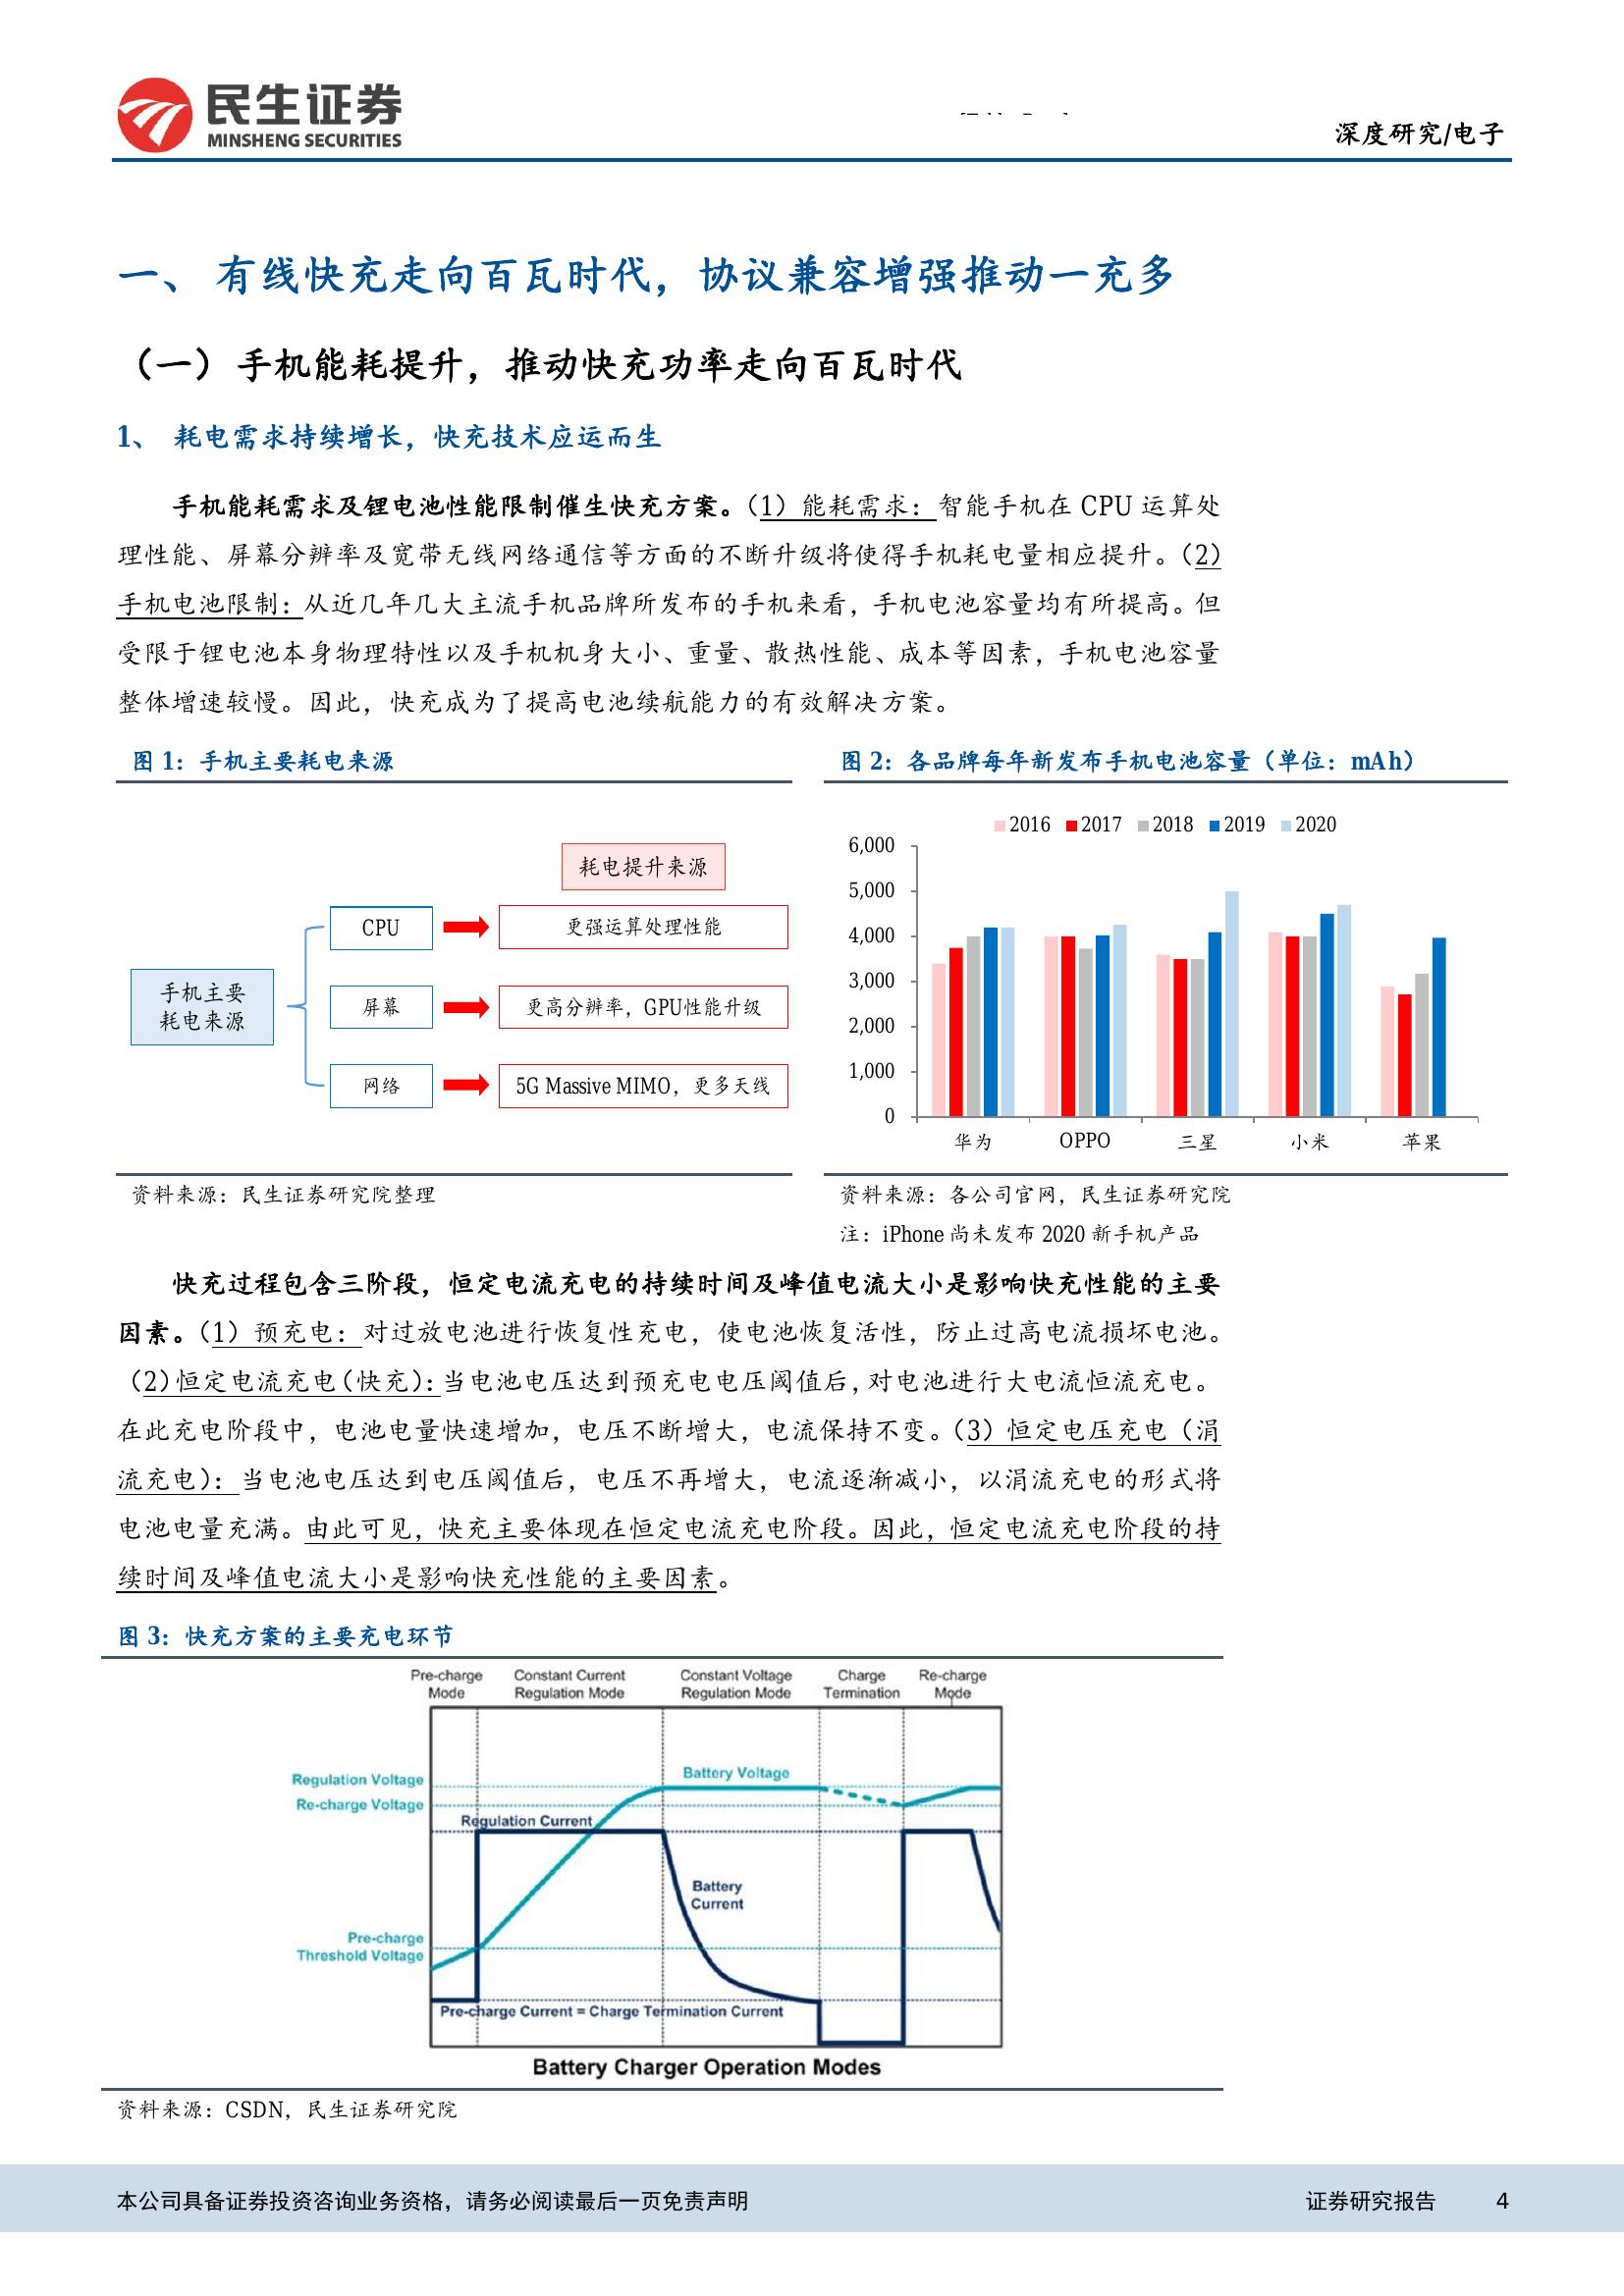 民生证券
MINSHENG SECURITIES
深度研究/电子
一、 有线快充走向百瓦时代，协议兼容增强推动一充多
（一）手机能耗提升，推动快充功率走向百瓦时代
1、 耗电需求持续增长，快充技术应运而生
手机能耗需求及锂电池性能限制催生快充方案。（1）能耗需求：智能手机在 CPU 运算处
理性能、屏幕分辨率及宽带无线网络通信等方面的不断升级将使得手机耗电量相应提升。（2）
手机电池限制：从近几年几大主流手机品牌所发布的手机来看，手机电池容量均有所提高。但
受限于锂电池本身物理特性以及手机机身大小、重量、散热性能、成本等因素，手机电池容量
整体增速较慢。因此，快充成为了提高电池续航能力的有效解决方案。
图 1：手机主要耗电来源
耗电提升来源
CPU
更强运算处理性能
手机主要
耗电来源
屏幕
更高分辨率，GPU性能升级
网络
5G Massive MIMO，更多天线
资料来源：民生证券研究院整理
图 2：各品牌每年新发布手机电池容量（单位：mAh）
2016 2017 2018 2019 2020
6,000
5,000
4,000
3,000
2,000
1,000
0
华为 OPPO 三星 小米 苹果
资料来源：各公司官网，民生证券研究院
注：iPhone 尚未发布 2020 新手机产品
快充过程包含三阶段，恒定电流充电的持续时间及峰值电流大小是影响快充性能的主要
因素。（1）预充电：对过放电池进行恢复性充电，使电池恢复活性，防止过高电流损坏电池。
（2）恒定电流充电（快充）：当电池电压达到预充电电压阈值后，对电池进行大电流恒流充电。
在此充电阶段中，电池电量快速增加，电压不断增大，电流保持不变。（3）恒定电压充电（涓
流充电）：当电池电压达到电压阈值后，电压不再增大，电流逐渐减小，以涓流充电的形式将
电池电量充满。由此可见，快充主要体现在恒定电流充电阶段。因此，恒定电流充电阶段的持
续时间及峰值电流大小是影响快充性能的主要因素。
图 3：快充方案的主要充电环节
Pre-charge Constant Current Constant Voltage Charge Re-charge
Mode Regulation Mode Regulation Mode Termination Mode
Battery Voltage
Regulation Voltage
Re-charge Voltage
Regulation Current
Battery
Current
Pre-charge
Threshold Voltage
Pre-charge Current = Charge Termination Current
Battery Charger Operation Modes
资料来源：CSDN，民生证券研究院
本公司具备证券投资咨询业务资格，请务必阅读最后一页免责声明 证券研究报告 4